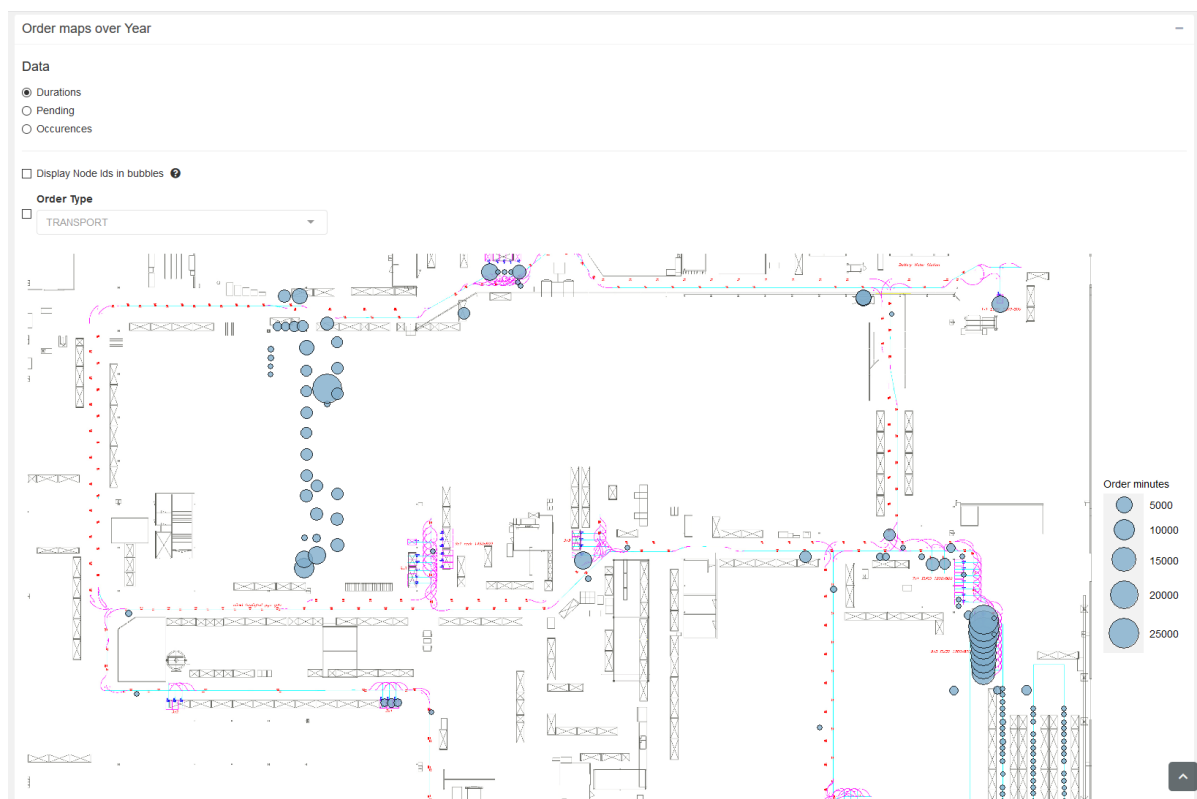 Order maps over Year
Data
Durations
Pending
Occurences
Display Node Ids in bubbles
Order Type
TRANSPORT
Order minutes
5000
10000
15000
20000
25000